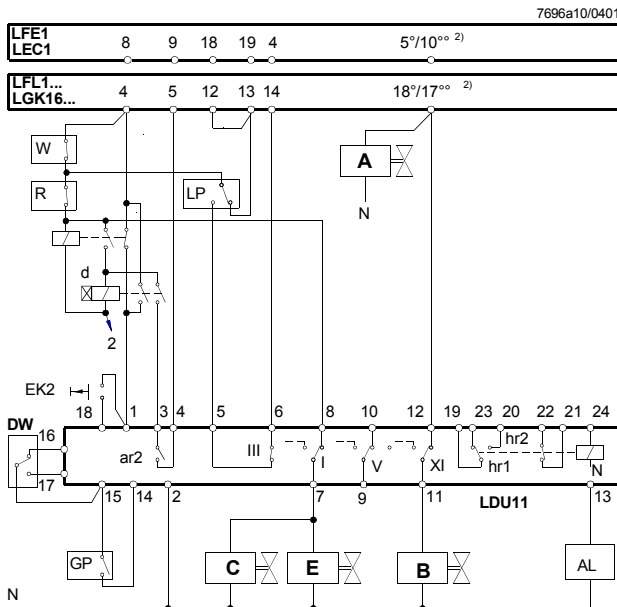 7696a10/0401
LFE1
LEC1
8 9 18 19 4 5°/10°° 2)
LFL1...
LGK16...
4 5 12 13 14 18°/17°° 2)
W
A
R
LP
N
d
2
EK2
18 1 3 4 5 6 8 10 12 19 23 20 22 21 24
DW
16
ar2 III I V XI hr2
hr1 N
17
15 14 2 7 9 11 LDU11 13
GP C E B AL
N